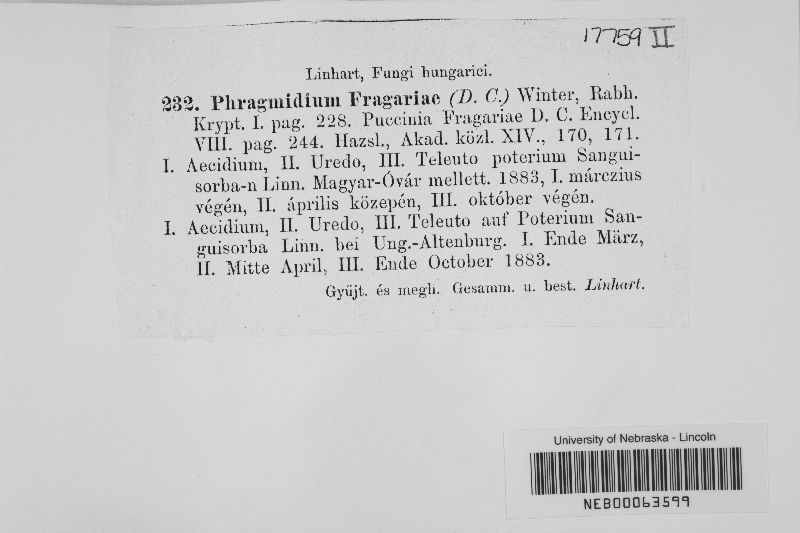 17759 II
Linhart, Fungi hungarici.
232. Phragmidium Fragariae (D. C.) Winter, Rabh.
Krypt. I. pag. 228. Puccinia Fragariae D. C. Encycl.
VIII. pag. 244. Hazsl., Akad. közl. XIV., 170, 171.
I. Aecidium, II. Uredo, III. Teleuto poterium Sangui-
sorba-n Linn. Magyar-Óvár mellett. 1883, I. márczius
végén, II. április közepén, III. október végén.
I. Aecidium, II. Uredo, III. Teleuto auf Poterium San-
guisorba Linn. bei Ung.-Altenburg. I. Ende März,
II. Mitte April, III. Ende October 1883.
Gyűjt. és megh. Gesamm. u. best. Linhart.
University of Nebraska - Lincoln
NEB00063599